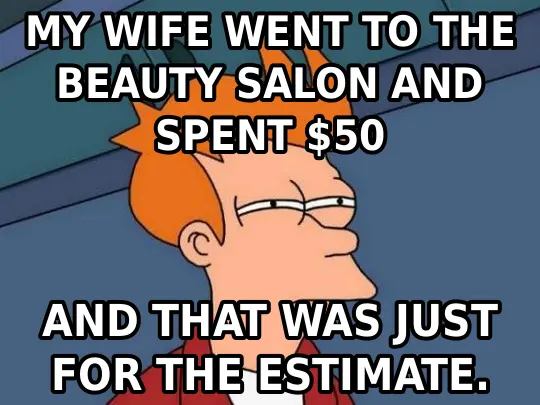 MY WIFE WENT TO THE
BEAUTY SALON AND
SPENT $50
AND THAT WAS JUST
FOR THE ESTIMATE.